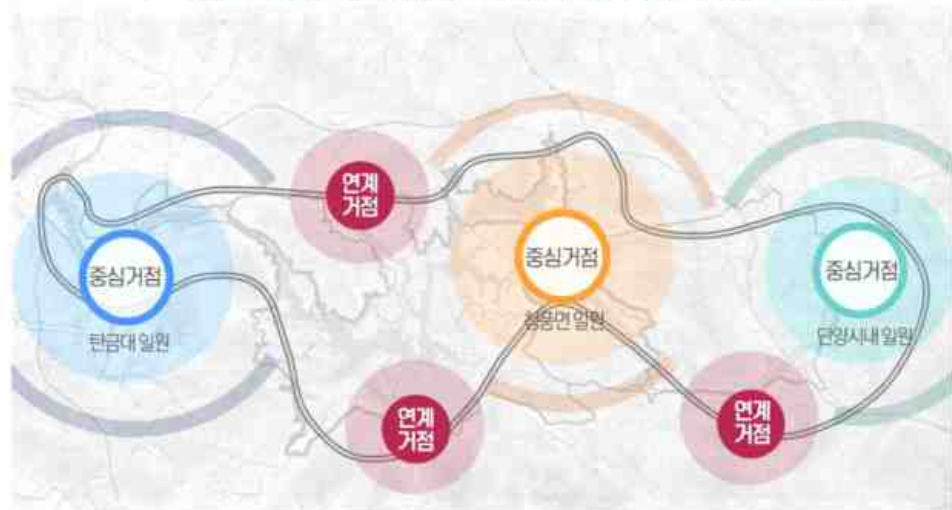 연계
거점
중심거점
탄금대 일원
중심거점
청풍면 일원
중심거점
단양시내 일원
연계
거점
연계
거점